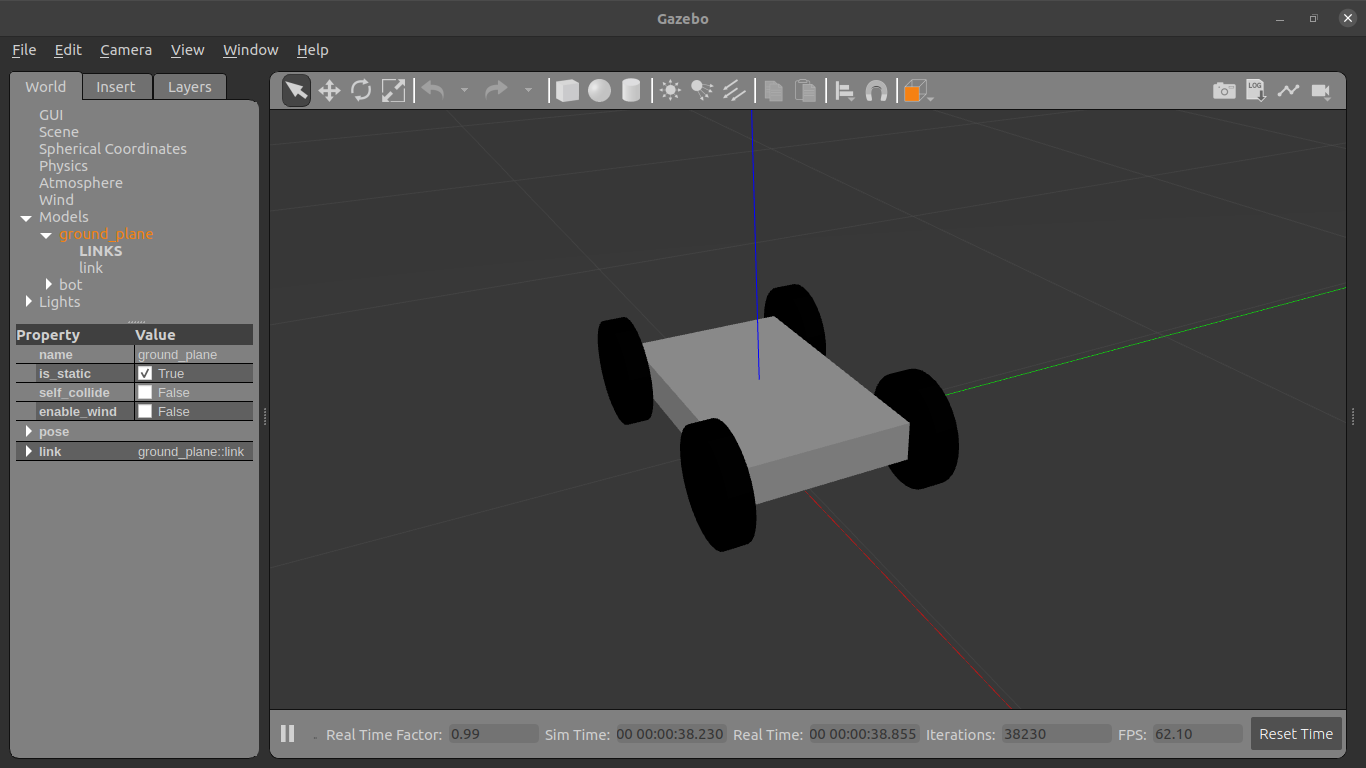 Gazebo
File Edit Camera View Window Help
World Insert Layers
GUI
Scene
Spherical Coordinates
Physics
Atmosphere
Wind
Models
ground_plane
LINKS
link
bot
Lights
Property Value
name ground_plane
is_static True
self_collide False
enable_wind False
pose
link ground_plane::link
LOG
Real Time Factor: 0.99 Sim Time: 00 00:00:38.230 Real Time: 00 00:00:38.855 Iterations: 38230 FPS: 62.10 Reset Time